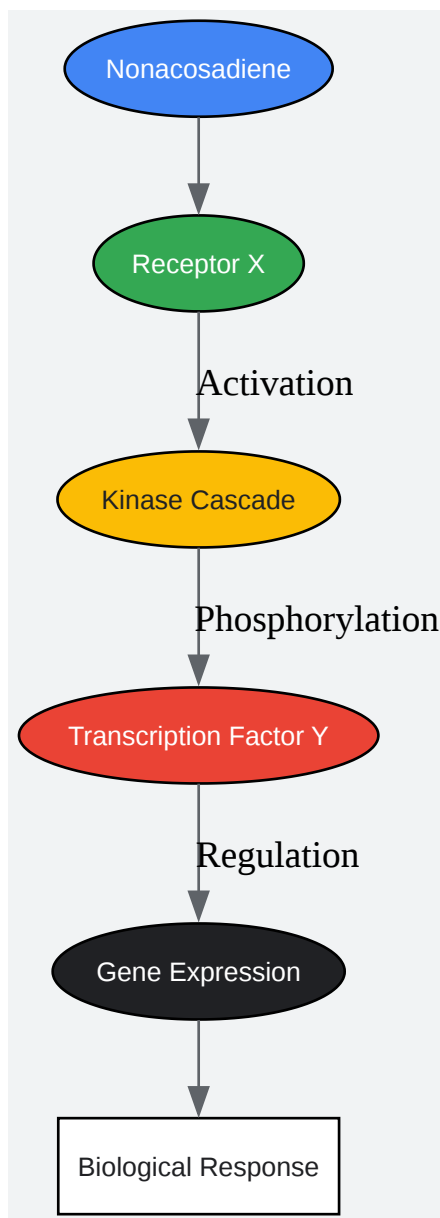 Nonacosadiene
Receptor X
Activation
Kinase Cascade
Phosphorylation
Transcription Factor Y
Regulation
Gene Expression
Biological Response